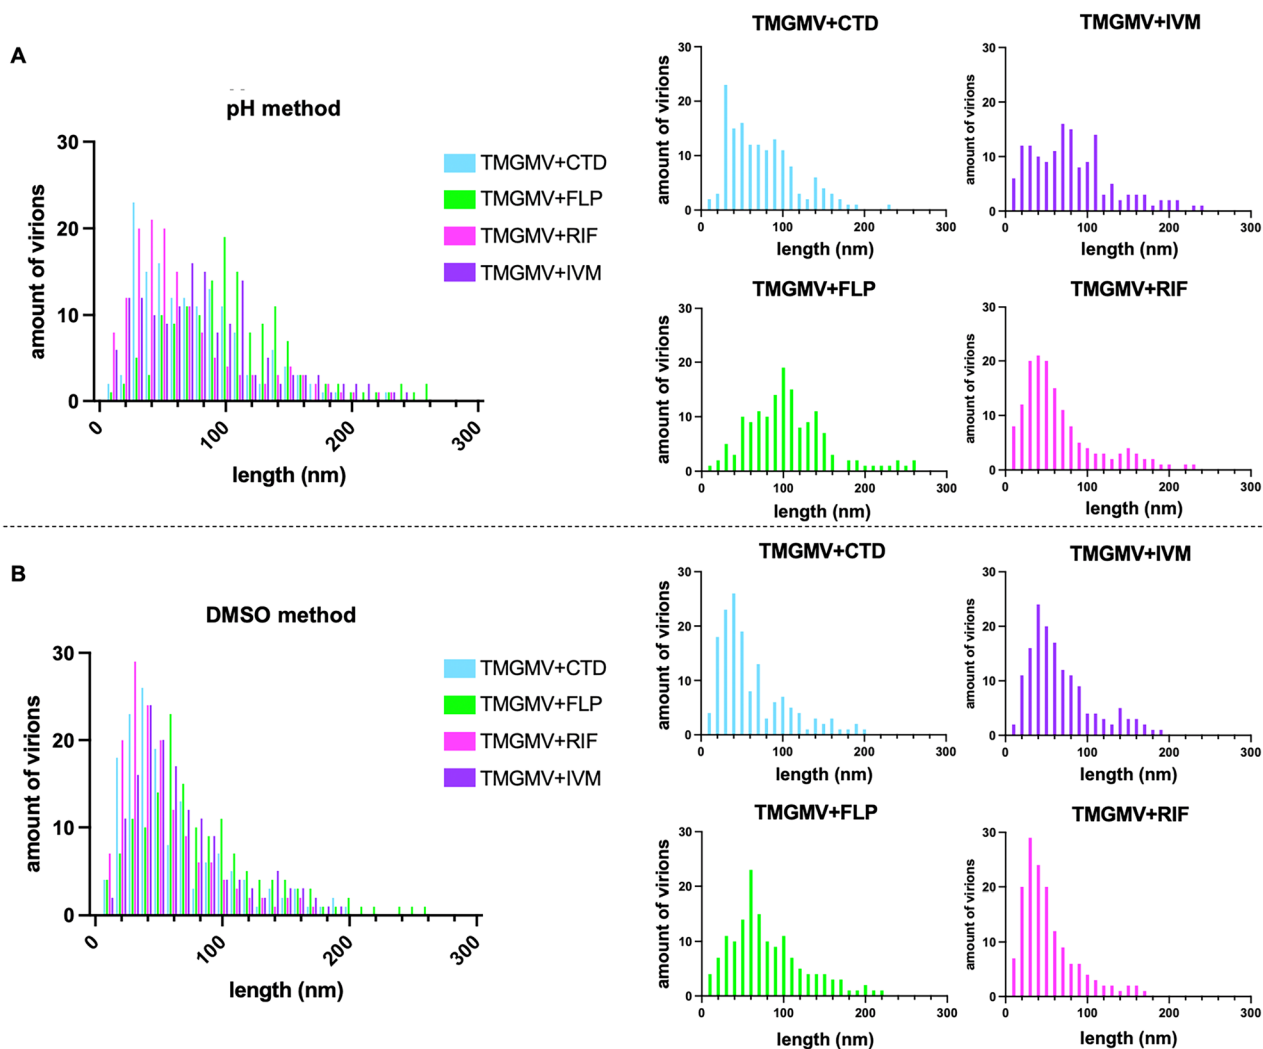 A
pH method
30
20
10
0
amount of virions
TMGMV+CTD
TMGMV+FLP
TMGMV+RIF
TMGMV+IVM
0
100
200
300
length (nm)
TMGMV+CTD
30
20
10
0
amount of virions
0
100
200
300
length (nm)
TMGMV+IVM
30
20
10
0
amount of virions
0
100
200
300
length (nm)
TMGMV+FLP
30
20
10
0
amount of virions
0
100
200
300
length (nm)
TMGMV+RIF
30
20
10
0
amount of virions
0
100
200
300
length (nm)
B
DMSO method
30
20
10
0
amount of virions
TMGMV+CTD
TMGMV+FLP
TMGMV+RIF
TMGMV+IVM
0
100
200
300
length (nm)
TMGMV+CTD
30
20
10
0
amount of virions
0
100
200
300
length (nm)
TMGMV+IVM
30
20
10
0
amount of virions
0
100
200
300
length (nm)
TMGMV+FLP
30
20
10
0
amount of virions
0
100
200
300
length (nm)
TMGMV+RIF
30
20
10
0
amount of virions
0
100
200
300
length (nm)